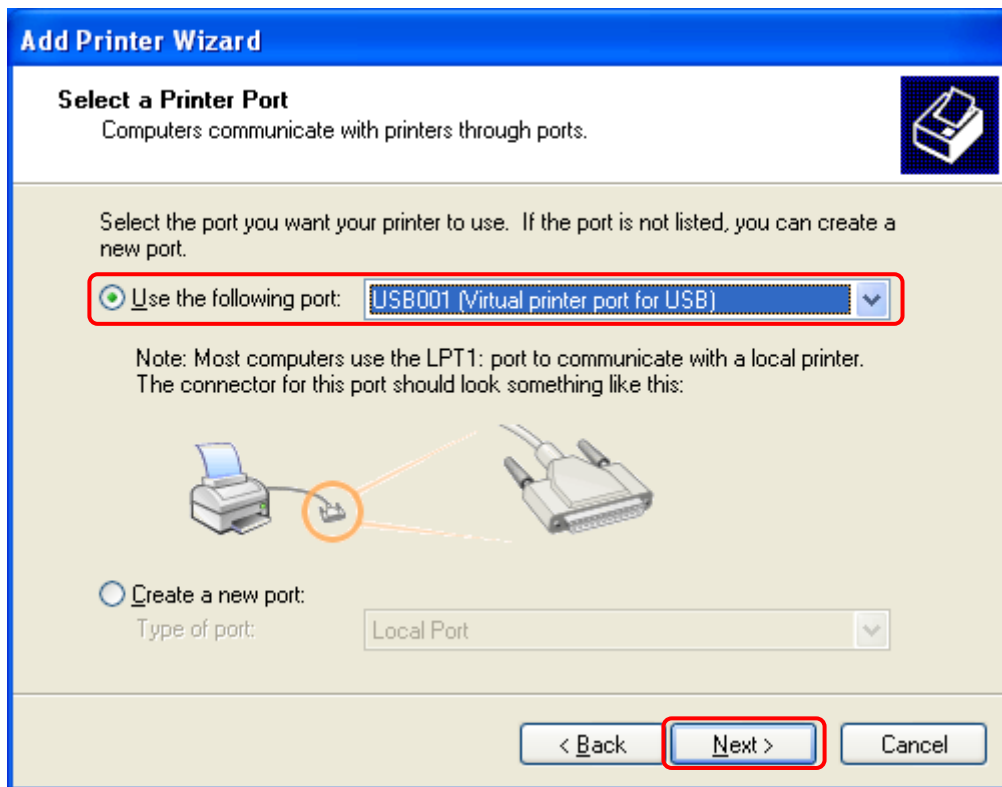 Add Printer Wizard
Select a Printer Port
Computers communicate with printers through ports.
Select the port you want your printer to use. If the port is not listed, you can create a
new port.
Use the following port: USB001 (Virtual printer port for USB)
Note: Most computers use the LPT1: port to communicate with a local printer.
The connector for this port should look something like this:
Create a new port:
Type of port: Local Port
< Back Next > Cancel